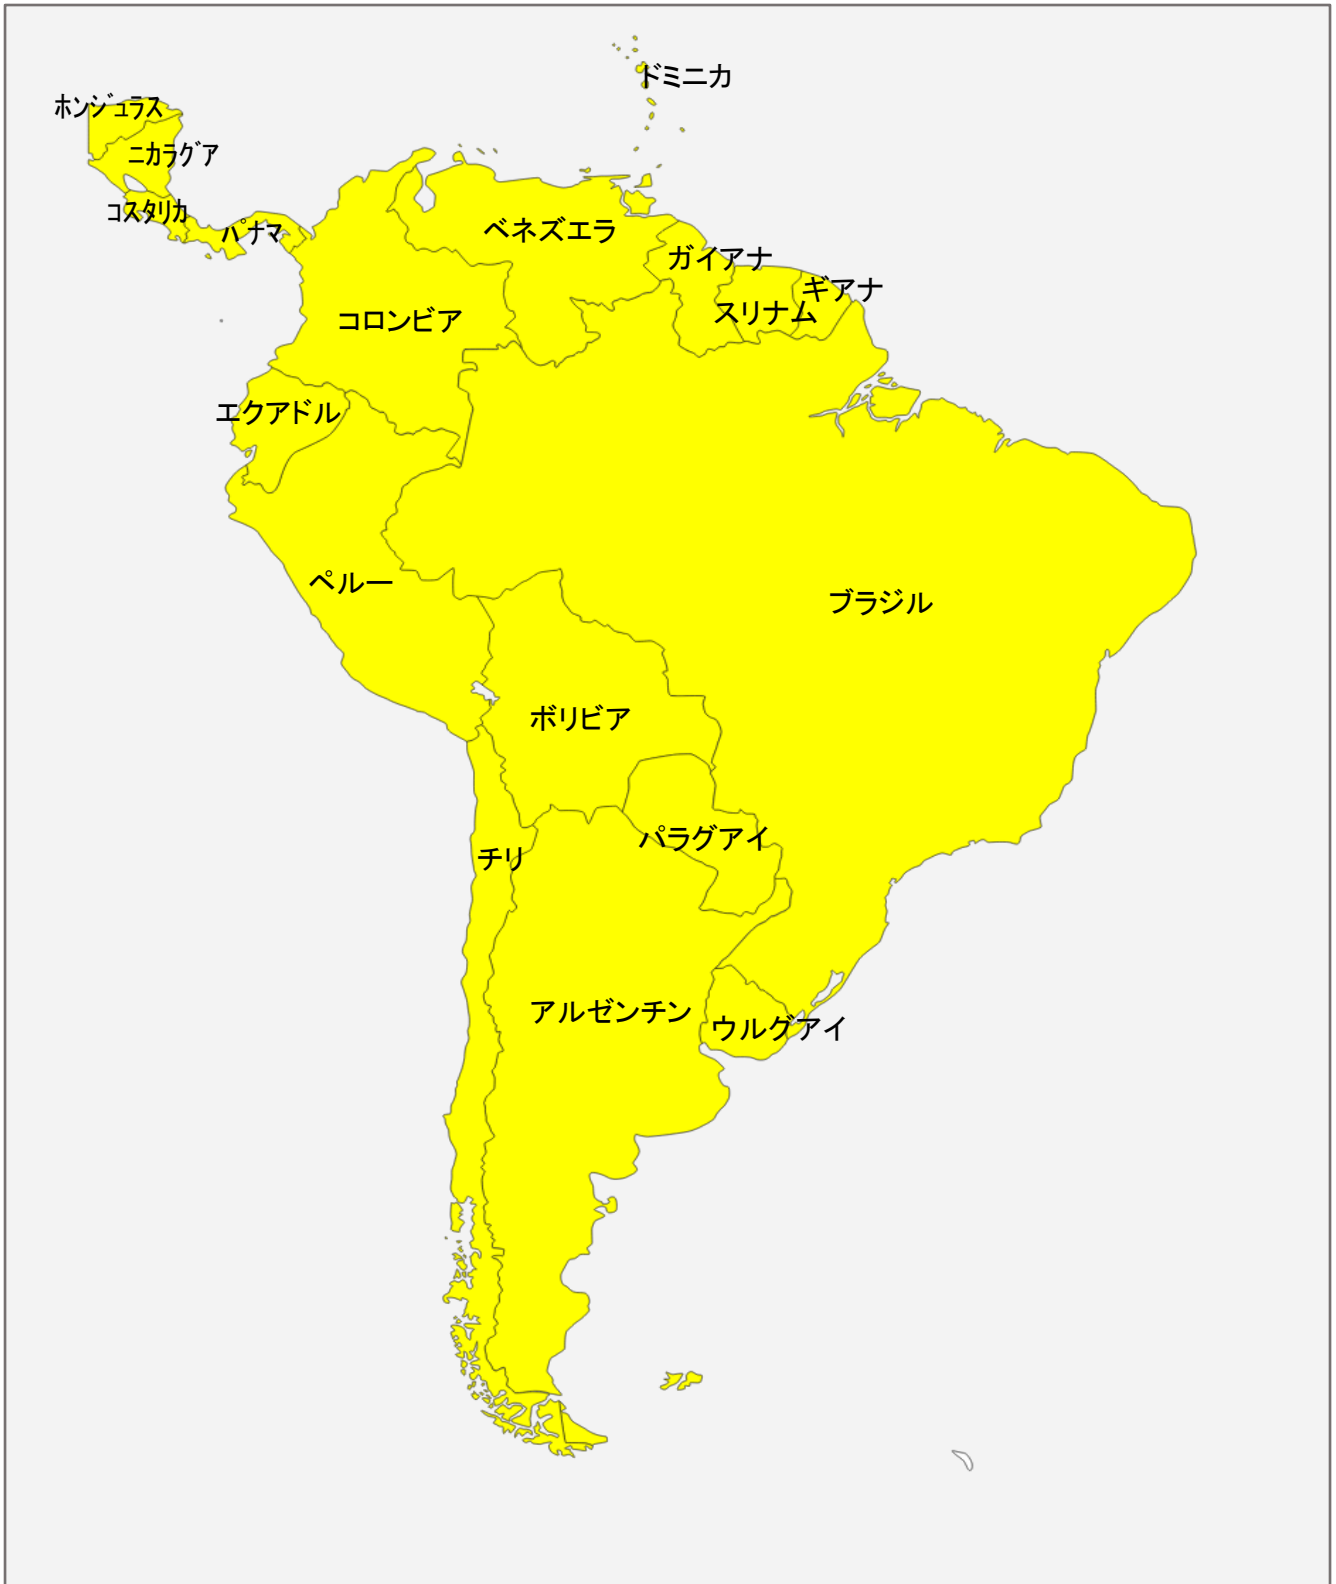 ドミニカ
ホンジュラス
ニカラグア
コスタリカ
パナマ
ベネズエラ
ガイアナ
ギアナ
スリナム
コロンビア
エクアドル
ペルー
ブラジル
ボリビア
パラグアイ
チリ
アルゼンチン
ウルグアイ